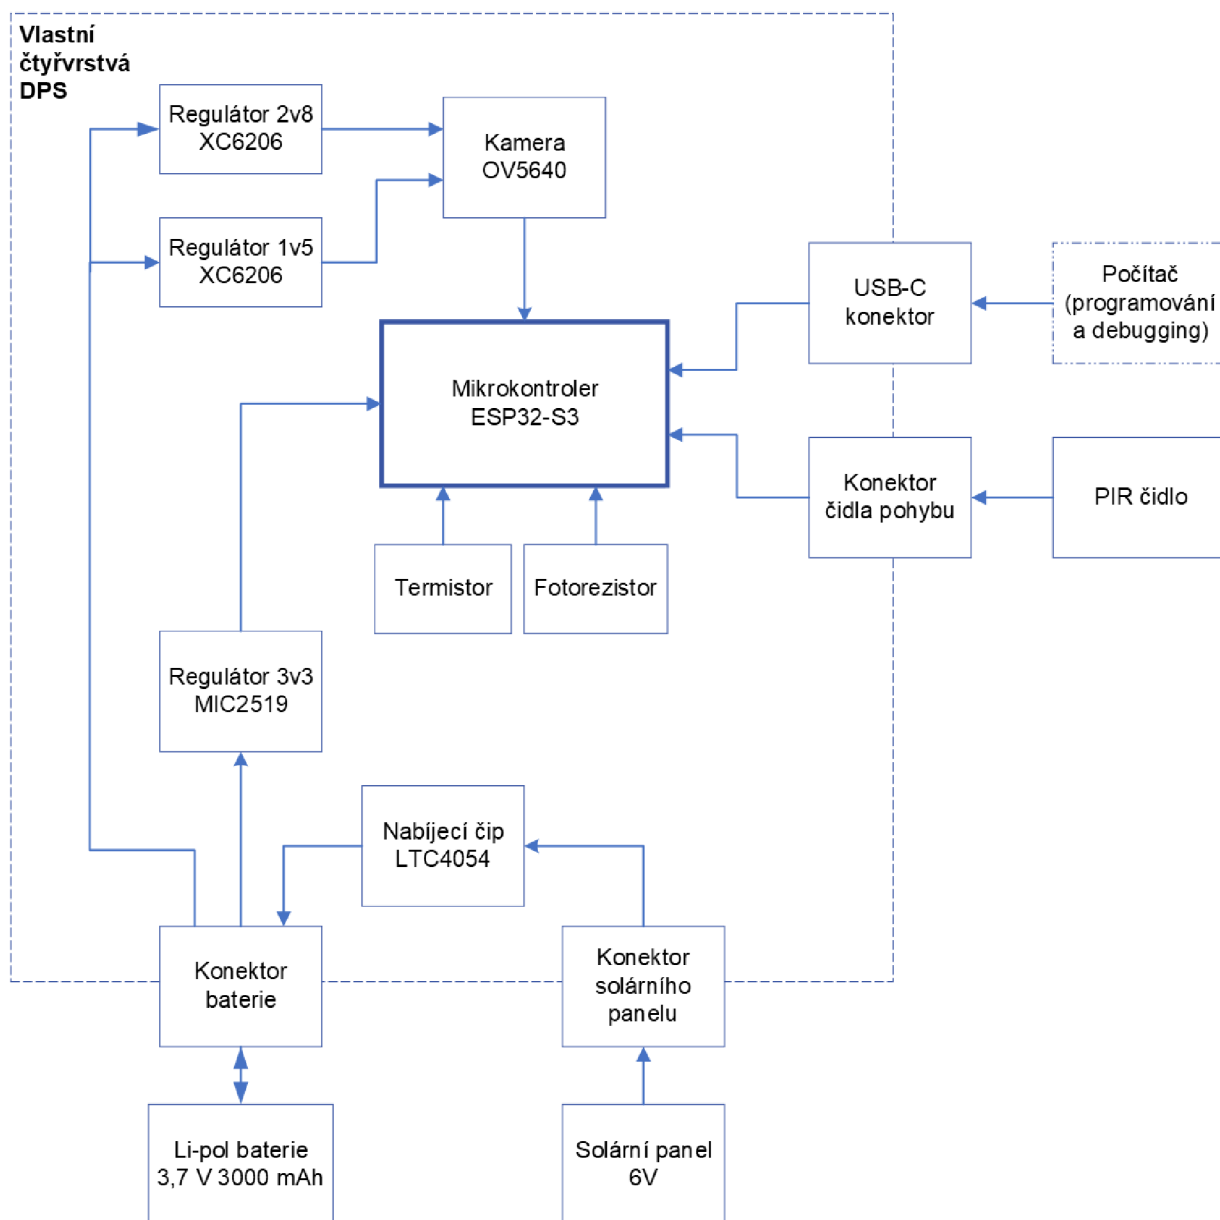 Vlastní
čtyřvrstvá
DPS
Regulátor 2v8
XC6206
Kamera
OV5640
Regulátor 1v5
XC6206
USB-C
konektor
Počítač
(programování
a debugging)
Mikrokontroler
ESP32-S3
Konektor
čidla pohybu
PIR čidlo
Termistor
Fotorezistor
Regulátor 3v3
MIC2519
Nabíjecí čip
LTC4054
Konektor
baterie
Konektor
solárního
panelu
Li-pol baterie
3,7 V 3000 mAh
Solární panel
6V